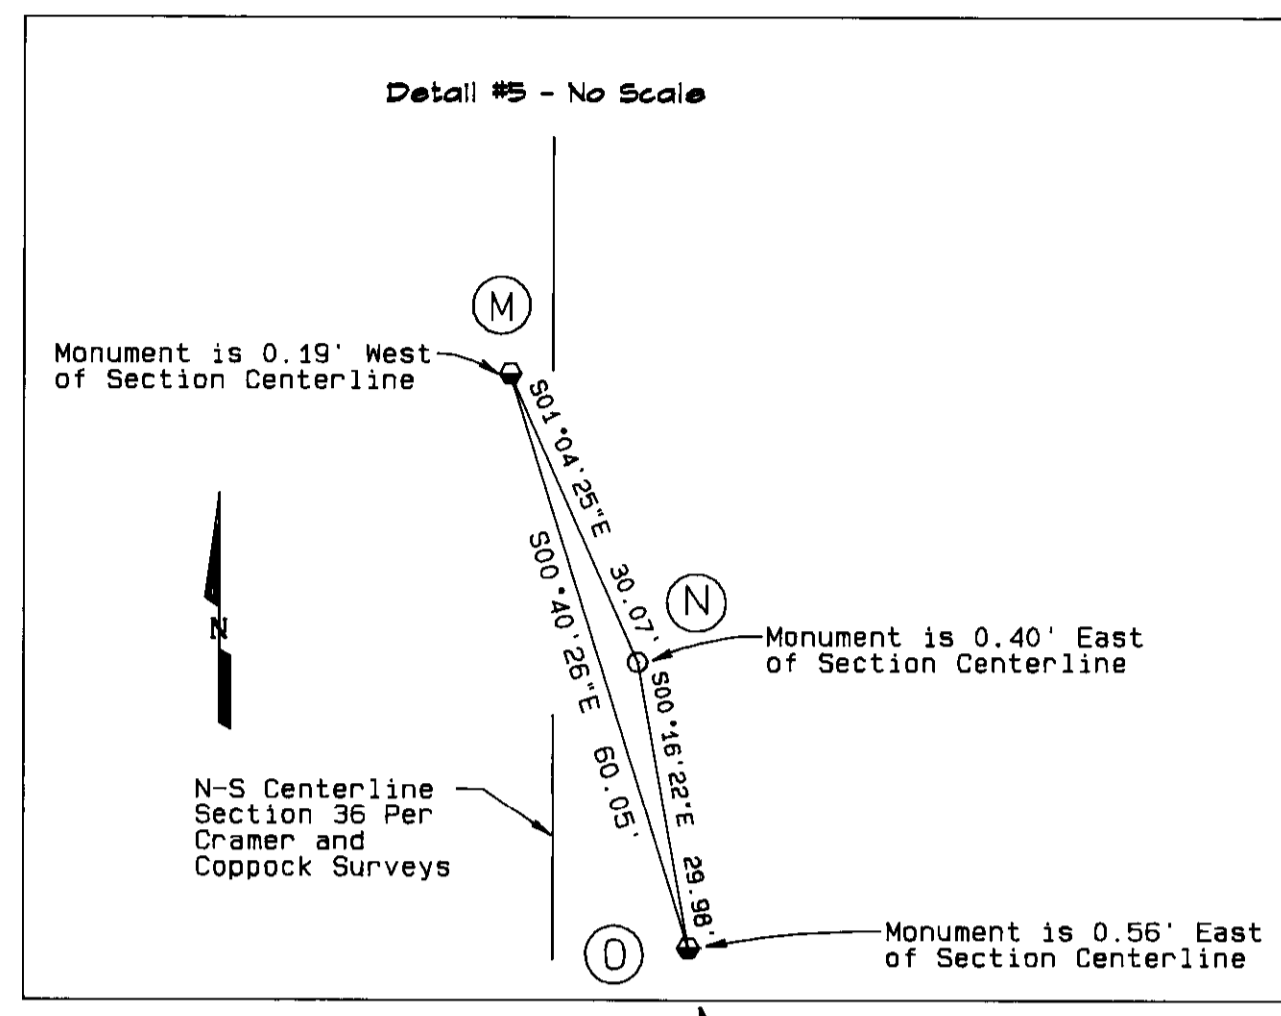 Detail #5 - No Scale
M
Monument is 0.19' West
of Section Centerline
S01°04'25"E 30.07'
S00°40'26"E 60.05'
N
N
Monument is 0.40' East
of Section Centerline
S00°16'22"E 29.98'
N-S Centerline
Section 36 Per
Cramer and
Coppock Surveys
O
Monument is 0.56' East
of Section Centerline